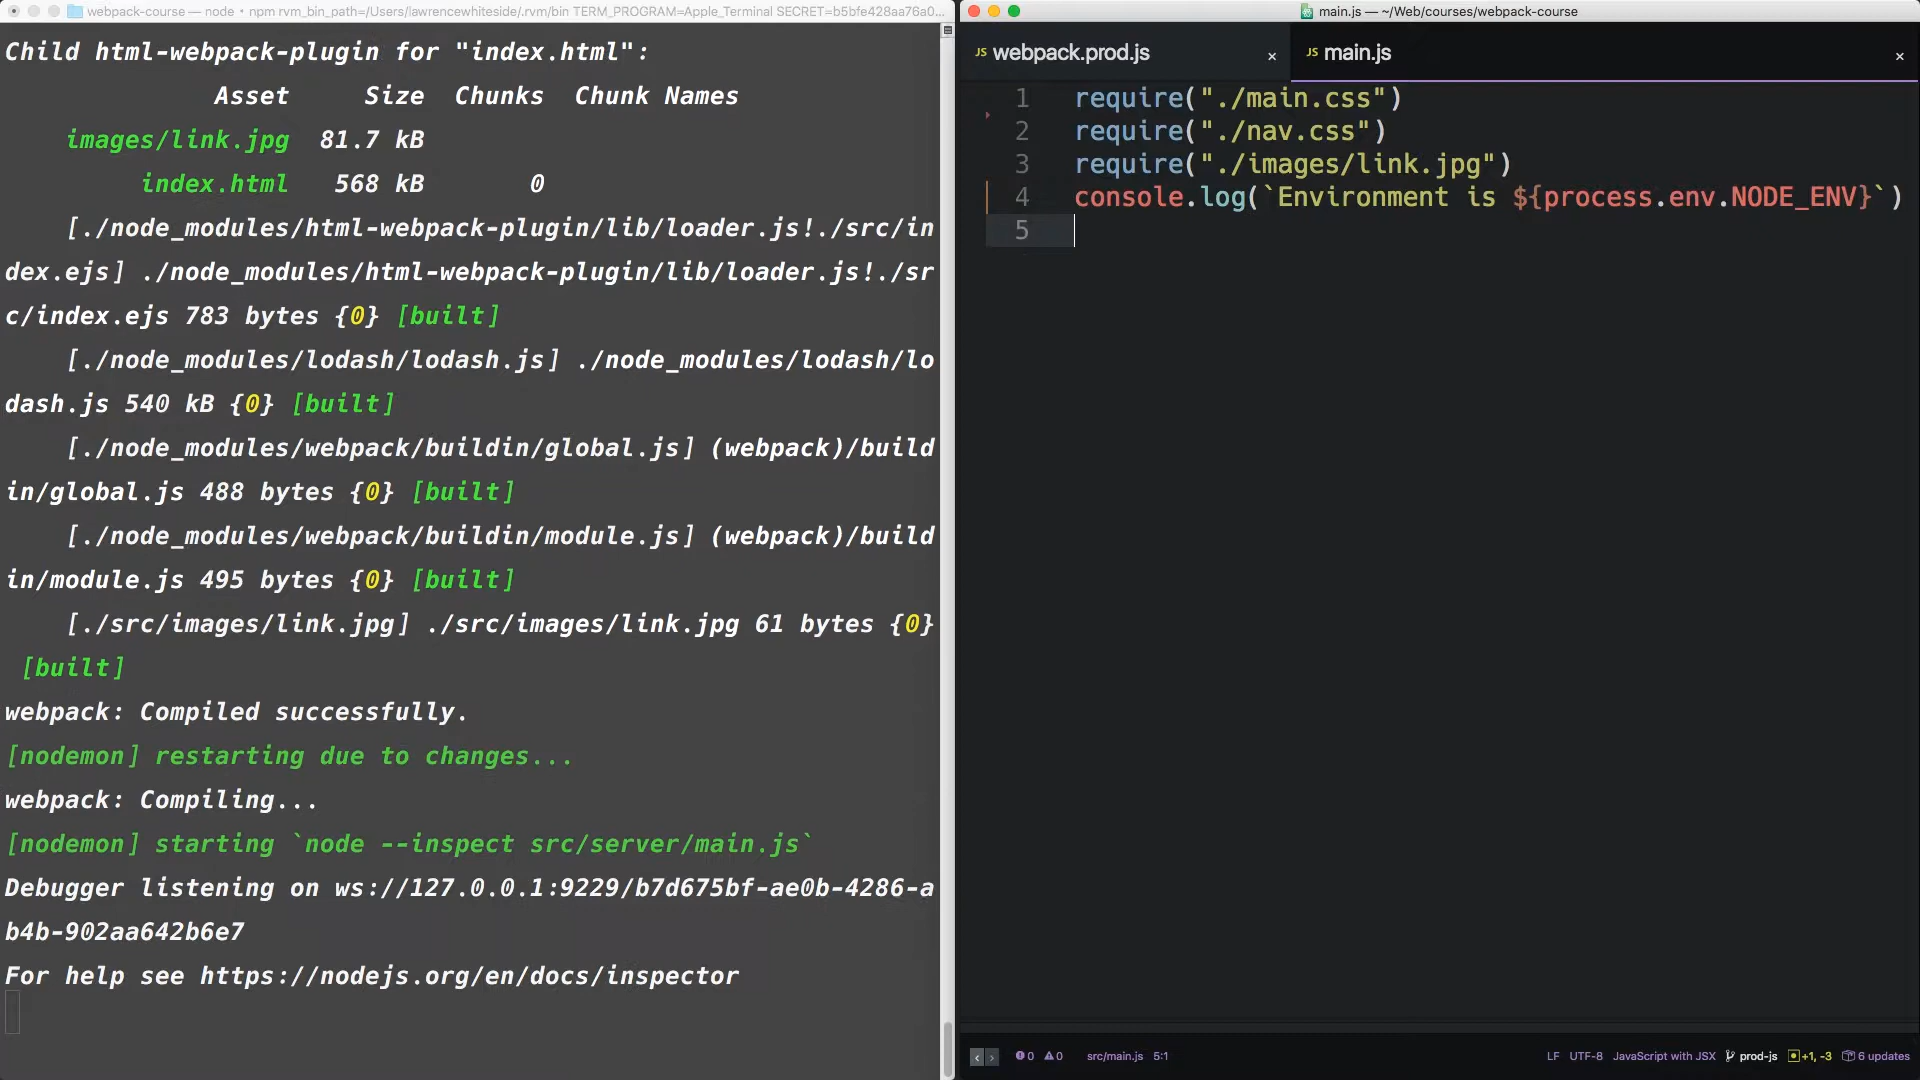 webpack-course — node • npm rvm_bin_path=/Users/lawrencewhiteside/.rvm/bin TERM_PROGRAM=Apple_Terminal SECRET=b5bfe428aa76a0...
Child html-webpack-plugin for "index.html":
Asset Size Chunks Chunk Names
images/link.jpg 81.7 kB
index.html 568 kB 0
[./node_modules/html-webpack-plugin/lib/loader.js!./src/in
dex.ejs] ./node_modules/html-webpack-plugin/lib/loader.js!./sr
c/index.ejs 783 bytes {0} [built]
[./node_modules/lodash/lodash.js] ./node_modules/lodash/lo
dash.js 540 kB {0} [built]
[./node_modules/webpack/buildin/global.js] (webpack)/build
in/global.js 488 bytes {0} [built]
[./node_modules/webpack/buildin/module.js] (webpack)/build
in/module.js 495 bytes {0} [built]
[./src/images/link.jpg] ./src/images/link.jpg 61 bytes {0}
[built]
webpack: Compiled successfully.
[nodemon] restarting due to changes...
webpack: Compiling...
[nodemon] starting `node --inspect src/server/main.js`
Debugger listening on ws://127.0.0.1:9229/b7d675bf-ae0b-4286-a
b4b-902aa642b6e7
For help see https://nodejs.org/en/docs/inspector
main.js — ~/Web/courses/webpack-course
JS webpack.prod.js × JS main.js ×
1 require("./main.css")
2 require("./nav.css")
3 require("./images/link.jpg")
4 console.log(`Environment is ${process.env.NODE_ENV}`)
5
0 0 src/main.js 5:1 LF UTF-8 JavaScript with JSX prod-js +1, -3 6 updates